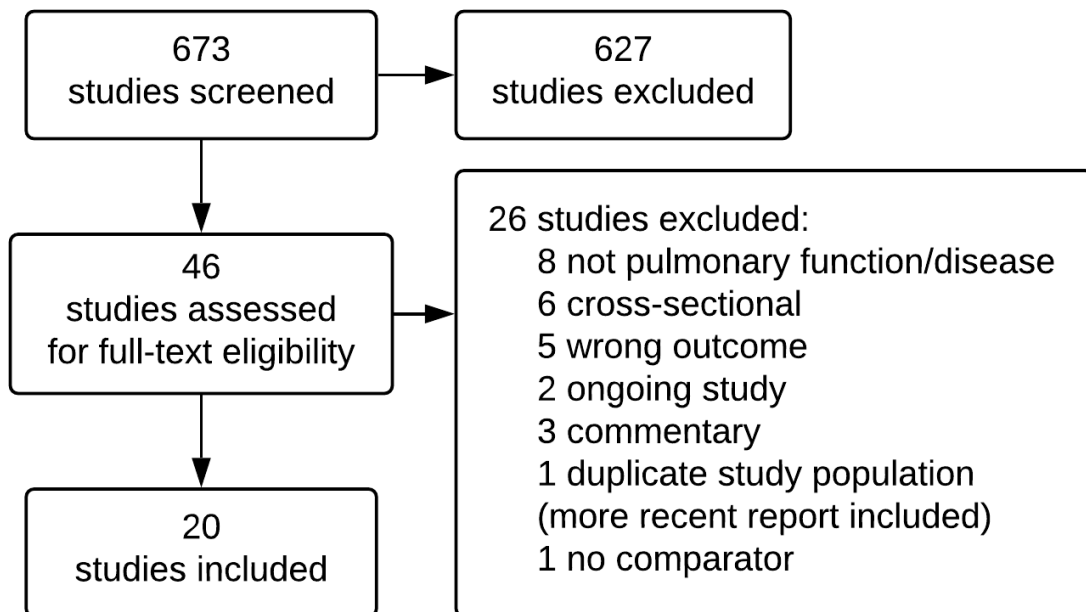 673
studies screened
627
studies excluded
46
studies assessed
for full-text eligibility
26 studies excluded:
8 not pulmonary function/disease
6 cross-sectional
5 wrong outcome
2 ongoing study
3 commentary
1 duplicate study population
(more recent report included)
1 no comparator
20
studies included